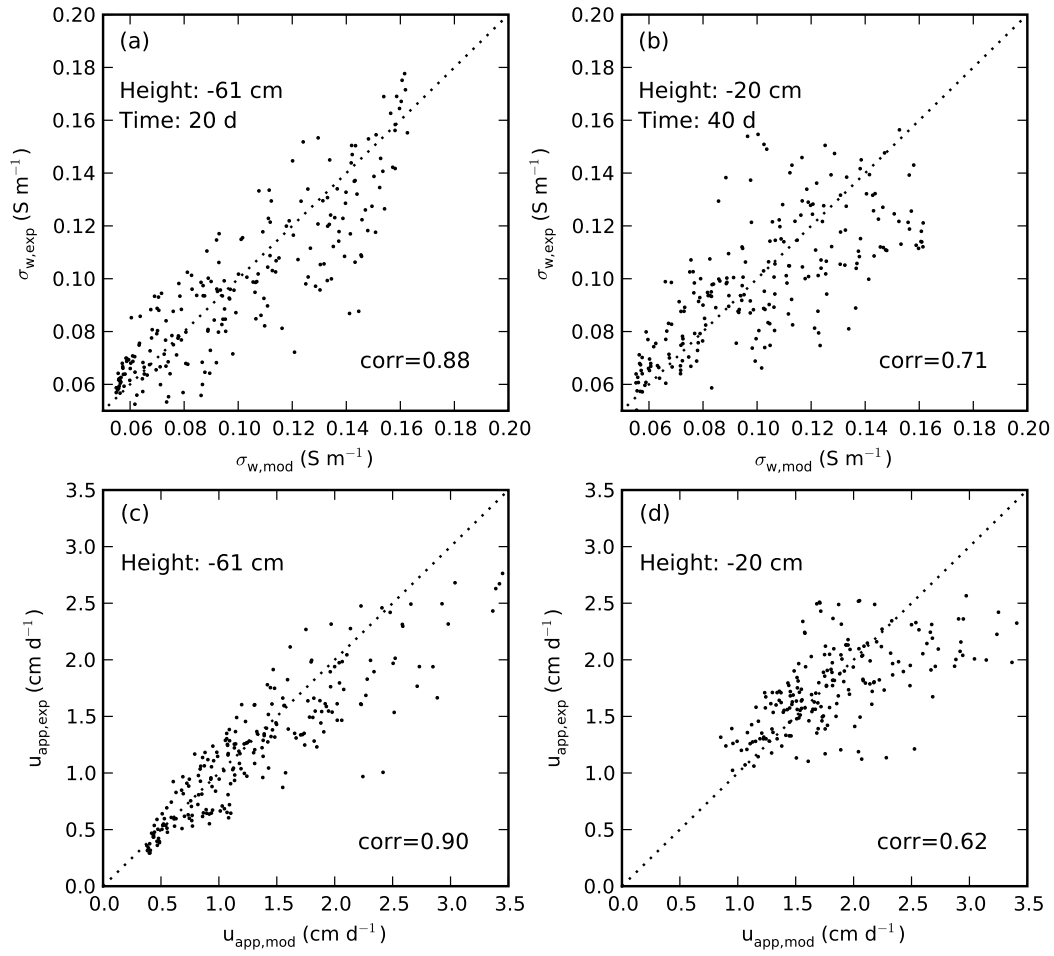 0.20
0.18
0.16
0.14
0.12
0.10
0.08
0.06
σw,exp (S m⁻¹)
(a)
Height: -61 cm
Time: 20 d
corr=0.88
0.06 0.08 0.10 0.12 0.14 0.16 0.18 0.20
σw,mod (S m⁻¹)
0.20
0.18
0.16
0.14
0.12
0.10
0.08
0.06
σw,exp (S m⁻¹)
(b)
Height: -20 cm
Time: 40 d
corr=0.71
0.06 0.08 0.10 0.12 0.14 0.16 0.18 0.20
σw,mod (S m⁻¹)
3.5
3.0
2.5
2.0
1.5
1.0
0.5
0.0
uapp,exp (cm d⁻¹)
(c)
Height: -61 cm
corr=0.90
0.0 0.5 1.0 1.5 2.0 2.5 3.0 3.5
uapp,mod (cm d⁻¹)
3.5
3.0
2.5
2.0
1.5
1.0
0.5
0.0
uapp,exp (cm d⁻¹)
(d)
Height: -20 cm
corr=0.62
0.0 0.5 1.0 1.5 2.0 2.5 3.0 3.5
uapp,mod (cm d⁻¹)